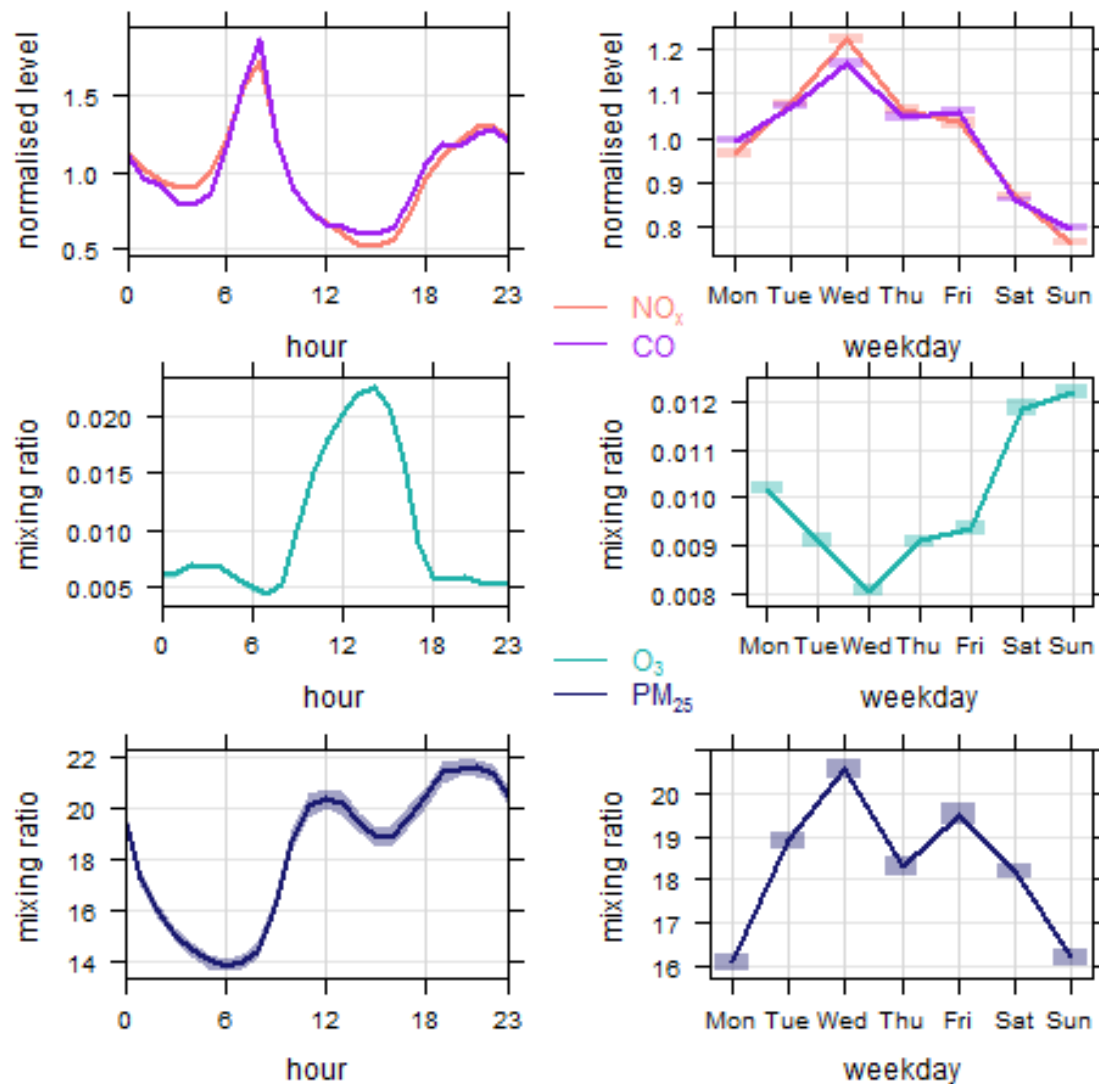 normalised level
1.5
1.0
0.5
0 6 12 18 23
hour
normalised level
1.2
1.1
1.0
0.9
0.8
Mon Tue Wed Thu Fri Sat Sun
weekday
NOₓ
CO
mixing ratio
0.020
0.015
0.010
0.005
0 6 12 18 23
hour
mixing ratio
0.012
0.011
0.010
0.009
0.008
Mon Tue Wed Thu Fri Sat Sun
weekday
O₃
PM₂₅
mixing ratio
22
20
18
16
14
0 6 12 18 23
hour
mixing ratio
20
19
18
17
16
Mon Tue Wed Thu Fri Sat Sun
weekday